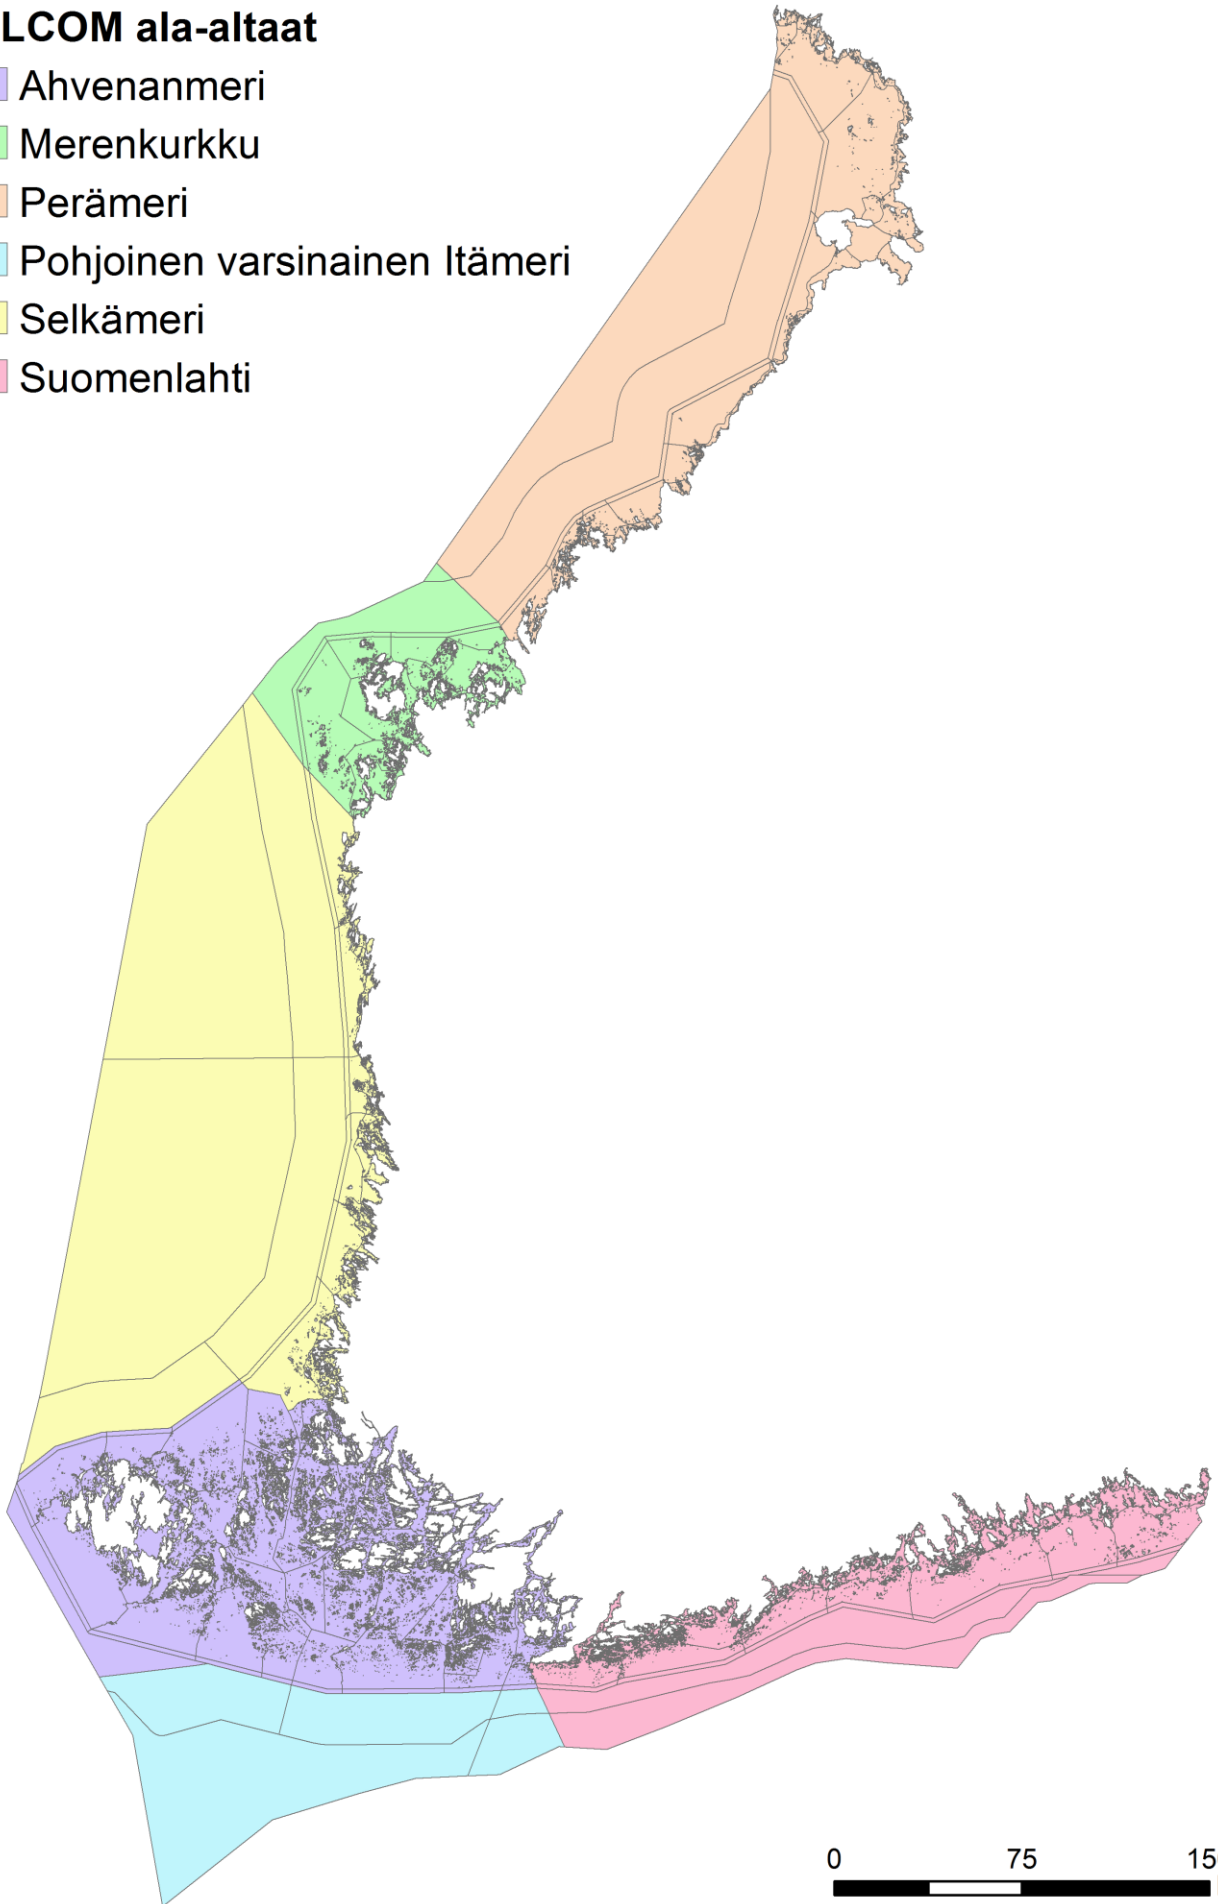 LCOM ala-altaat
Ahvenanmeri
Merenkurkku
Perämeri
Pohjoinen varsinainen Itämeri
Selkämeri
Suomenlahti
0 75 15